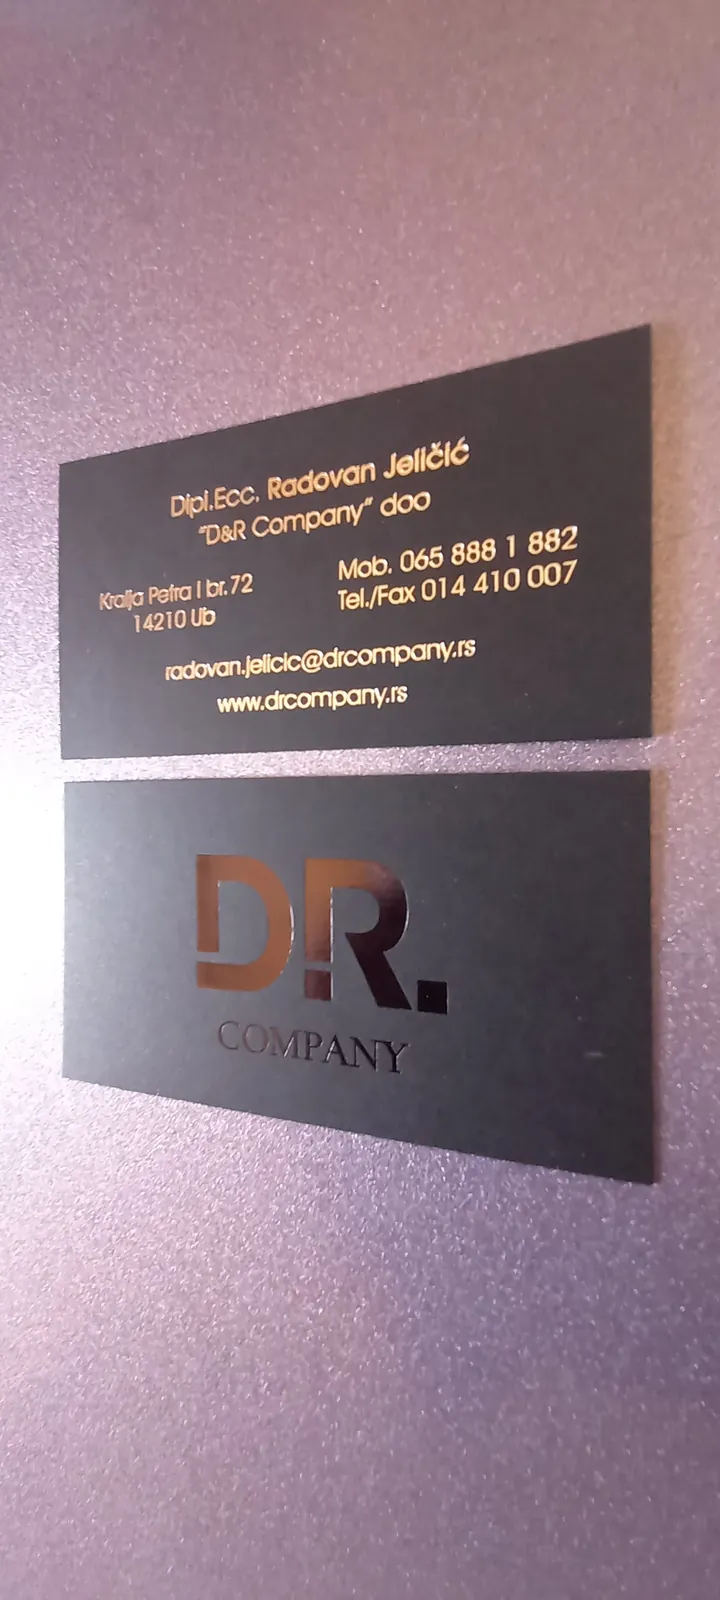 Dipl.Ecc. Radovan Jeličić
"D&R Company" doo
Kralja Petra I br.72
14210 Ub
Mob. 065 888 1 882
Tel./Fax 014 410 007
radovan.jelicic@drcompany.rs
www.drcompany.rs
DR.
COMPANY